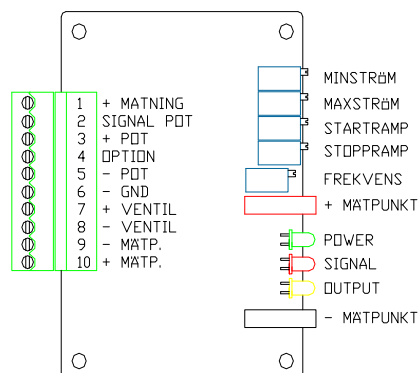 1 + MATNING
2 SIGNAL POT
3 + POT
4 OPTION
5 - POT
6 - GND
7 + VENTIL
8 - VENTIL
9 - MÄTP.
10 + MÄTP.
MINSTRÖM
MAXSTRÖM
STARTRAMP
STOPPRAMP
FREKVENS
+ MÄTPUNKT
POWER
SIGNAL
OUTPUT
- MÄTPUNKT